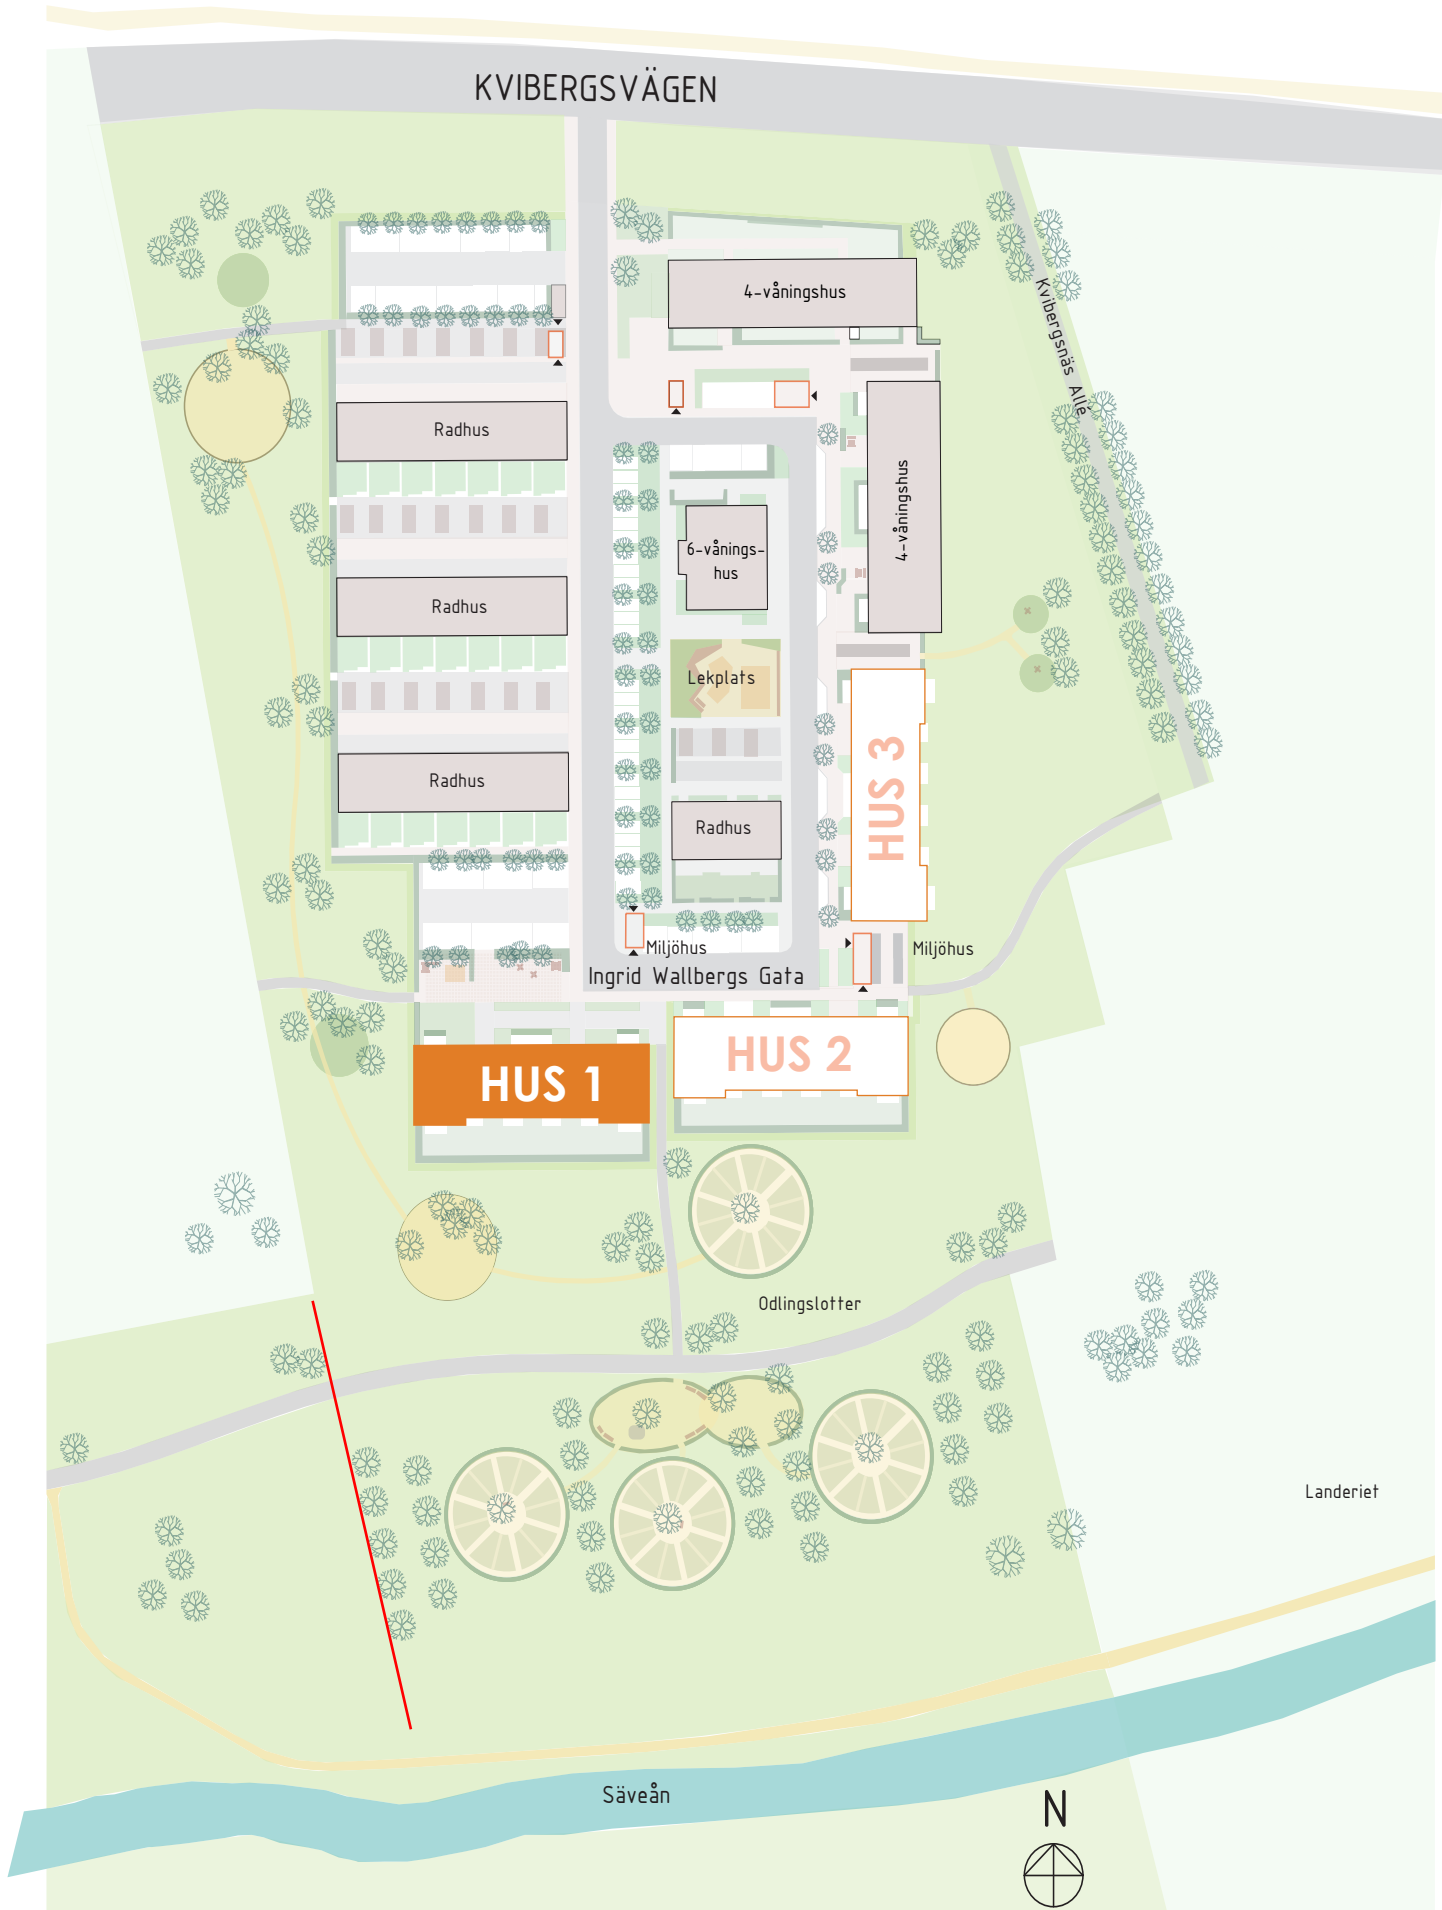 KVIBERGSVÄGEN
4-våningshus
Kvibergsnäs Allé
Radhus
4-våningshus
6-vånings-
hus
Radhus
Lekplats
Radhus
HUS 3
Radhus
Miljöhus
Miljöhus
Ingrid Wallbergs Gata
HUS 1
HUS 2
Odlingslotter
Landeriet
Säveån
N